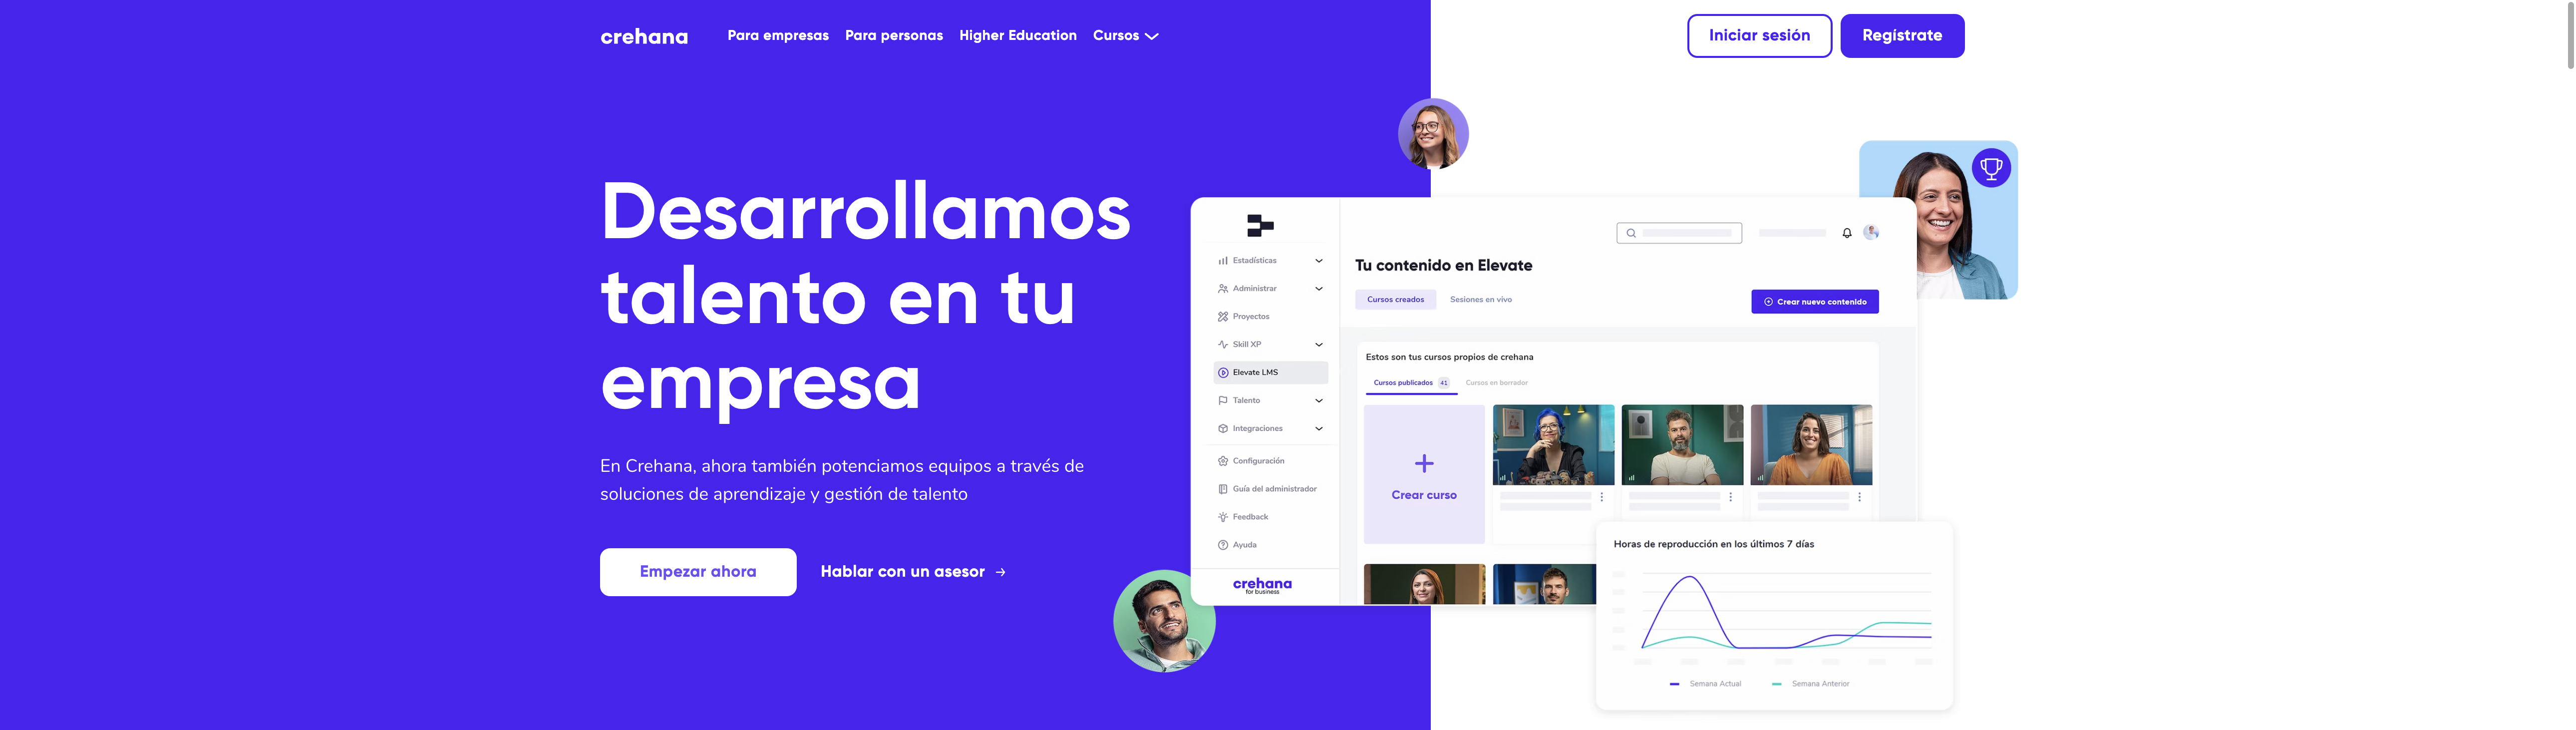 crehana
Para empresas
Para personas
Higher Education
Cursos
Iniciar sesión
Regístrate
Desarrollamos
talento en tu
empresa
En Crehana, ahora también potenciamos equipos a través de
soluciones de aprendizaje y gestión de talento
Empezar ahora
Hablar con un asesor →
Estadísticas
Administrar
Proyectos
Skill XP
Elevate LMS
Talento
Integraciones
Configuración
Guía del administrador
Feedback
Ayuda
crehana
for business
Tu contenido en Elevate
Cursos creados
Sesiones en vivo
Crear nuevo contenido
Estos son tus cursos propios de crehana
Cursos publicados 41
Cursos en borrador
Crear curso
Horas de reproducción en los últimos 7 días
Semana Actual
Semana Anterior